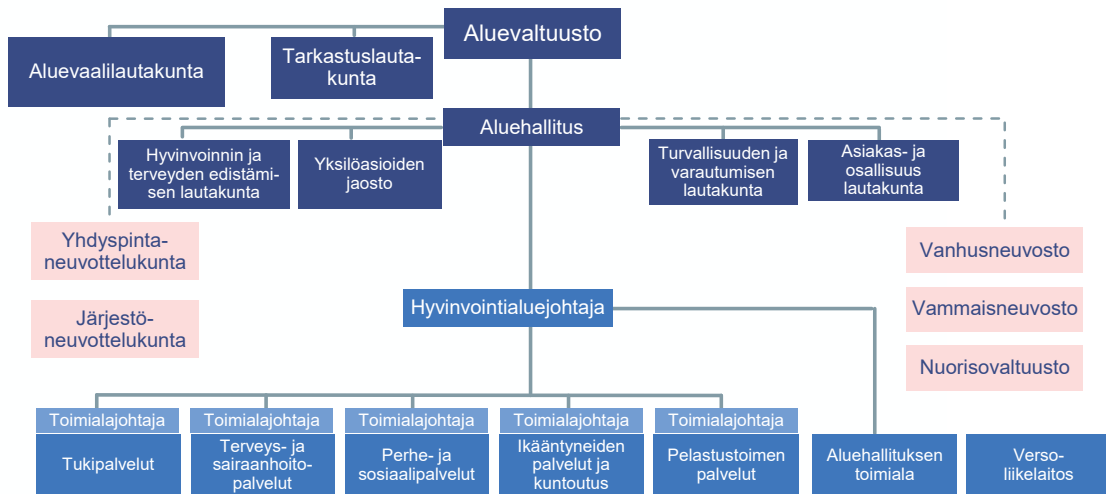 Aluevaltuusto
Aluevaalilautakunta
Tarkastuslauta-
kunta
Aluehallitus
Hyvinvoinnin ja
terveyden edistämi-
sen lautakunta
Yksilöasioiden
jaosto
Turvallisuuden ja
varautumisen
lautakunta
Asiakas- ja
osallisuus
lautakunta
Yhdyspinta-
neuvottelukunta
Järjestö-
neuvottelukunta
Vanhusneuvosto
Vammaisneuvosto
Nuorisovaltuusto
Hyvinvointialuejohtaja
Toimialajohtaja
Tukipalvelut
Toimialajohtaja
Terveys- ja
sairaanhoito-
palvelut
Toimialajohtaja
Perhe- ja
sosiaalipalvelut
Toimialajohtaja
Ikääntyneiden
palvelut ja
kuntoutus
Toimialajohtaja
Pelastustoimen
palvelut
Aluehallituksen
toimiala
Verso-
liikelaitos